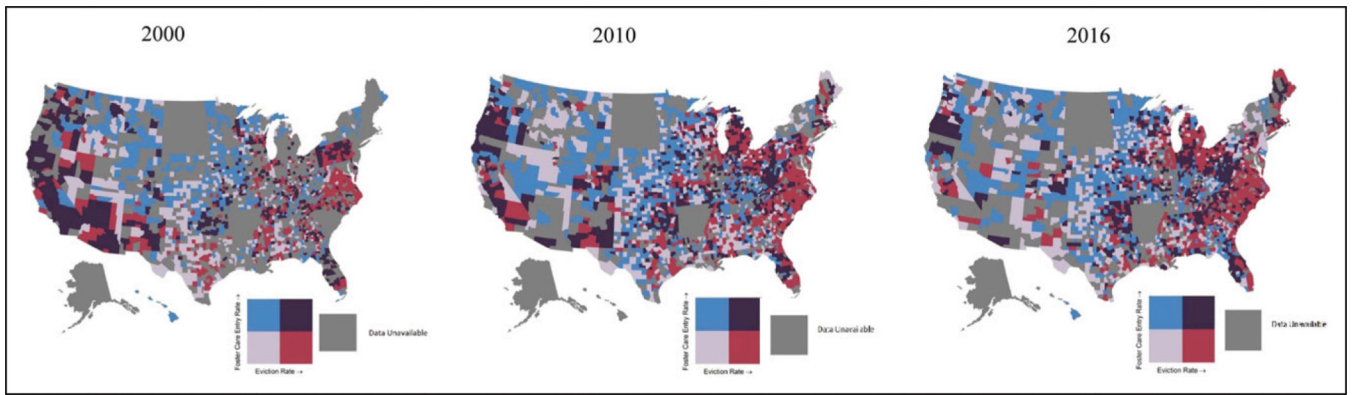 2000
2010
2016
Foster Care Entry Rate →
Eviction Rate →
Data Unavailable
Foster Care Entry Rate →
Eviction Rate →
Data Unavailable
Foster Care Entry Rate →
Eviction Rate →
Data Unavailable